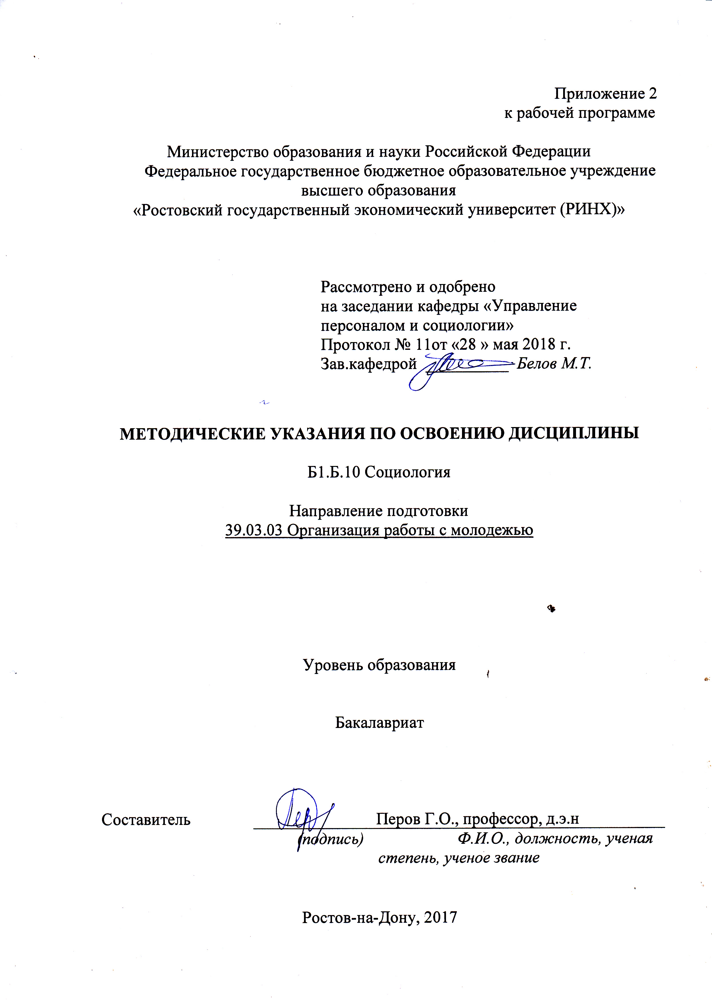 Приложение 2
к рабочей программе
Министерство образования и науки Российской Федерации
Федеральное государственное бюджетное образовательное учреждение
высшего образования
«Ростовский государственный экономический университет (РИНХ)»
Рассмотрено и одобрено
на заседании кафедры «Управление
персоналом и социологии»
Протокол № 11от «28 » мая 2018 г.
Зав.кафедрой Белов М.Т.
МЕТОДИЧЕСКИЕ УКАЗАНИЯ ПО ОСВОЕНИЮ ДИСЦИПЛИНЫ
Б1.Б.10 Социология
Направление подготовки
39.03.03 Организация работы с молодежью
Уровень образования
Бакалавриат
Составитель Перов Г.О., профессор, д.э.н
(подпись) Ф.И.О., должность, ученая
степень, ученое звание
Ростов-на-Дону, 2017